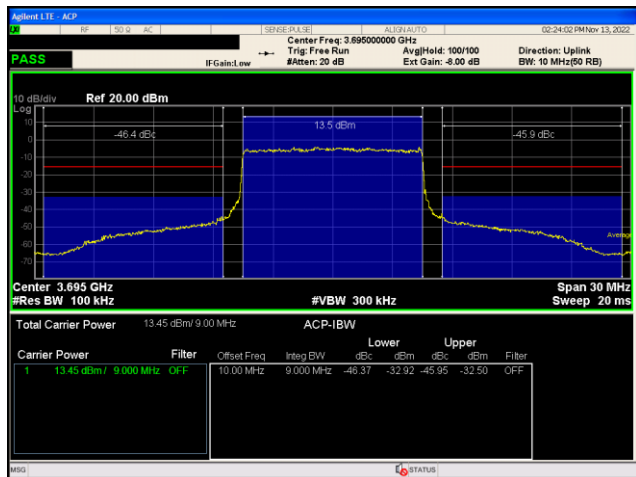 Agilent LTE - ACP
RF 50 Ω AC SENSE:PULSE ALIGNAUTO 02:24:02 PM Nov 13, 2022
Center Freq: 3.695000000 GHz
Trig: Free Run Avg|Hold: 100/100 Direction: Uplink
PASS IFGain:Low #Atten: 20 dB Ext Gain: -8.00 dB BW: 10 MHz(50 RB)
10 dB/div Ref 20.00 dBm
Log
10
0
-10
-20
-30
-40
-50
-60
-70
-46.4 dBc 13.5 dBm -45.9 dBc
Average
Center 3.695 GHz Span 30 MHz
#Res BW 100 kHz #VBW 300 kHz Sweep 20 ms
Total Carrier Power 13.45 dBm/ 9.00 MHz ACP-IBW
Lower Upper
Carrier Power Filter Offset Freq Integ BW dBc dBm dBc dBm Filter
1 13.45 dBm / 9.000 MHz OFF 10.00 MHz 9.000 MHz -46.37 -32.92 -45.95 -32.50 OFF
MSG STATUS